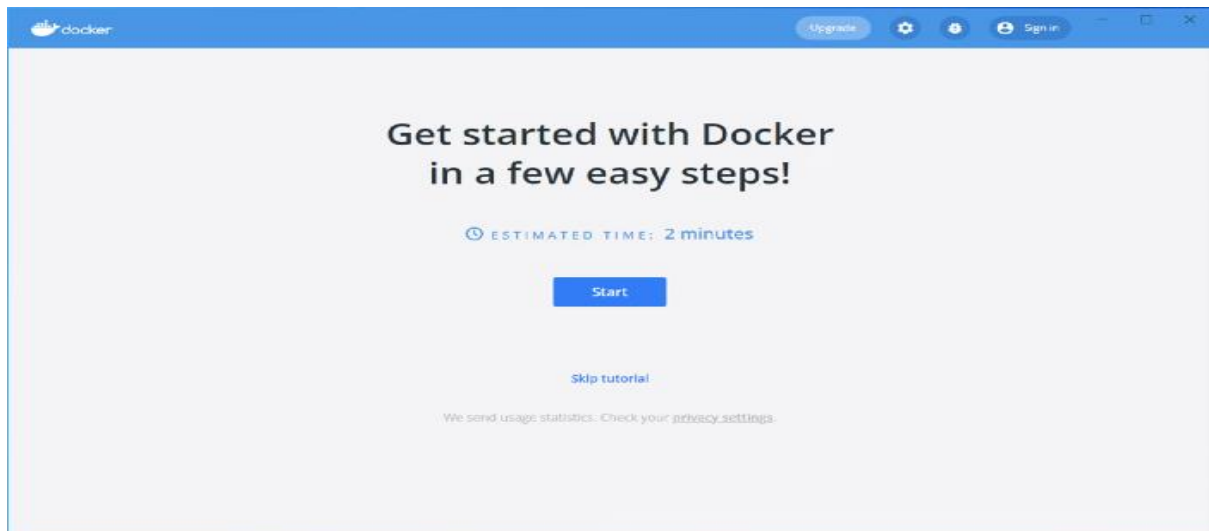 docker
Upgrade
Sign in
Get started with Docker
in a few easy steps!
ESTIMATED TIME: 2 minutes
Start
Skip tutorial
We send usage statistics. Check your privacy settings.